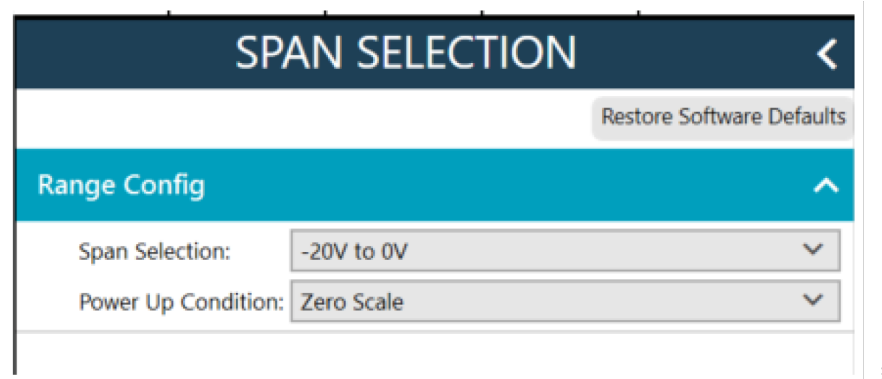 SPAN SELECTION
Restore Software Defaults
Range Config
Span Selection: -20V to 0V
Power Up Condition: Zero Scale